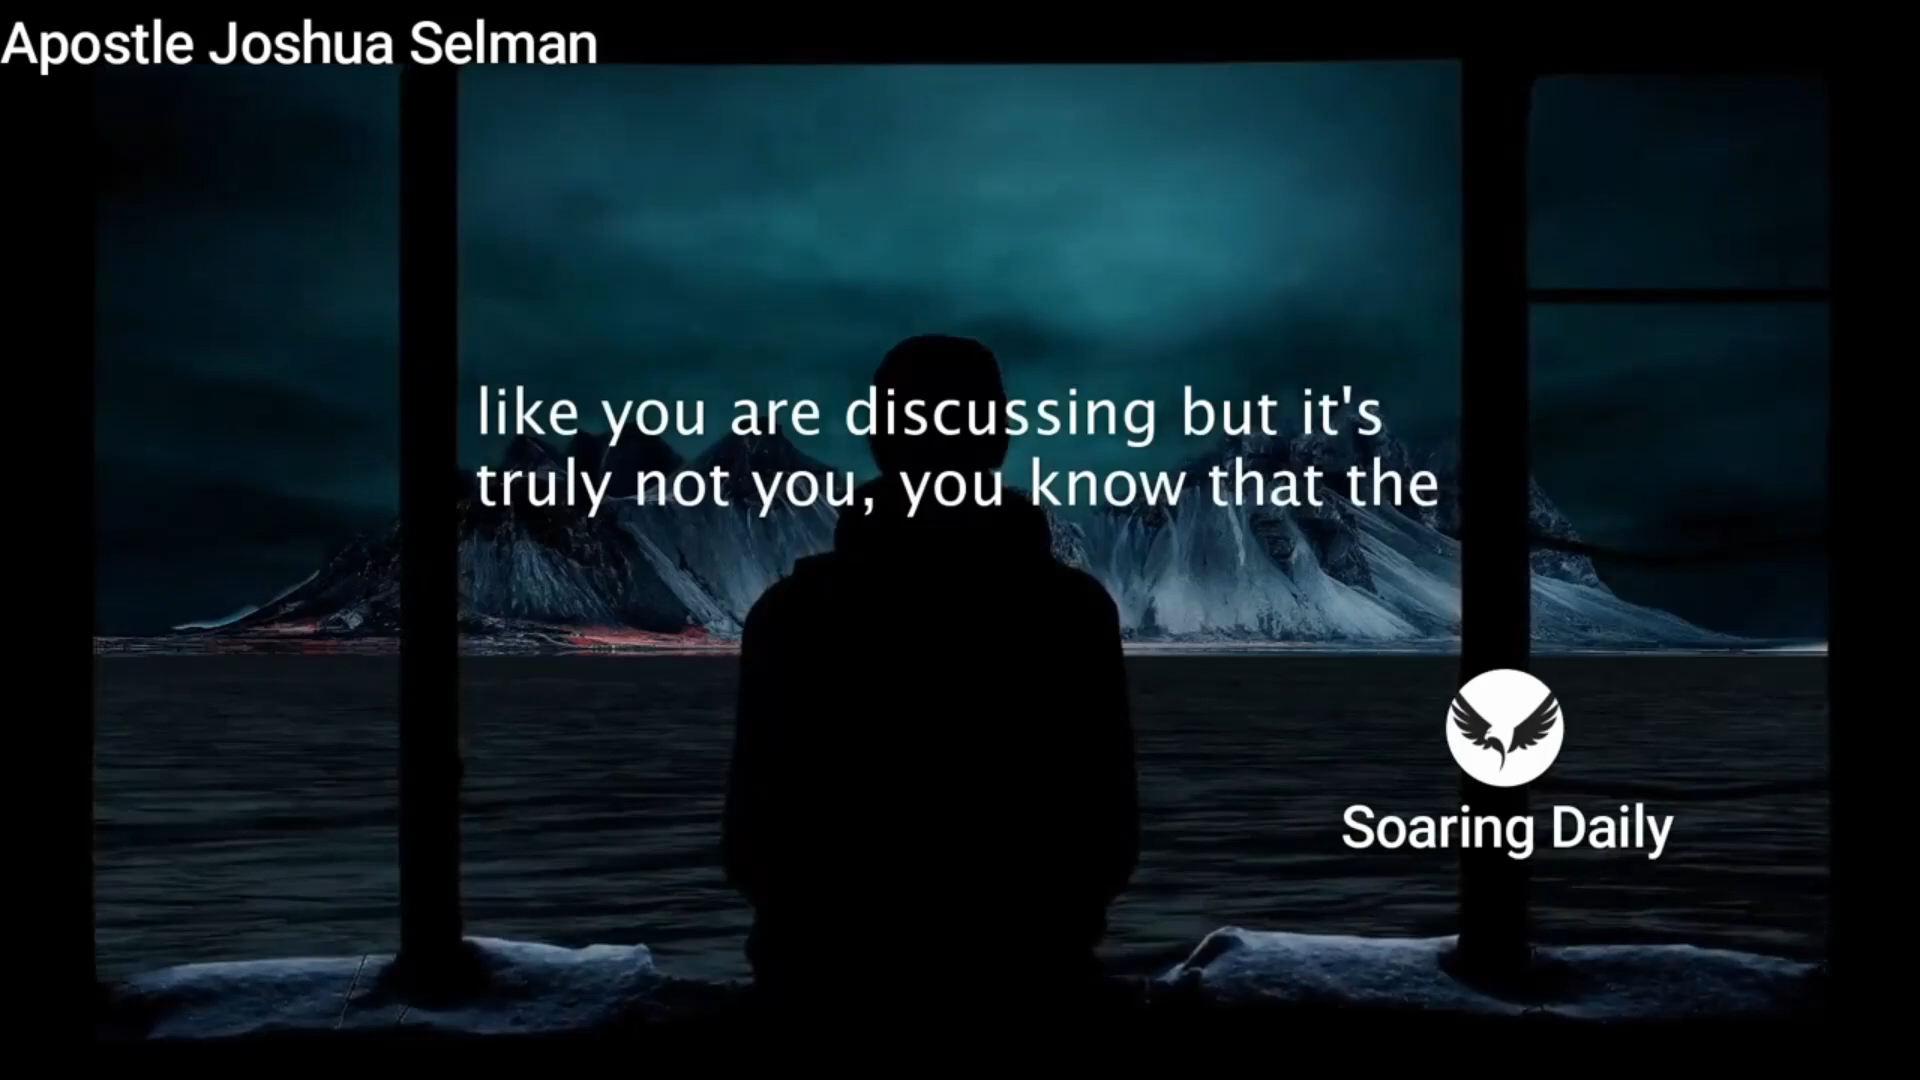 Apostle Joshua Selman
like you are discussing but it's
truly not you, you know that the
Soaring Daily